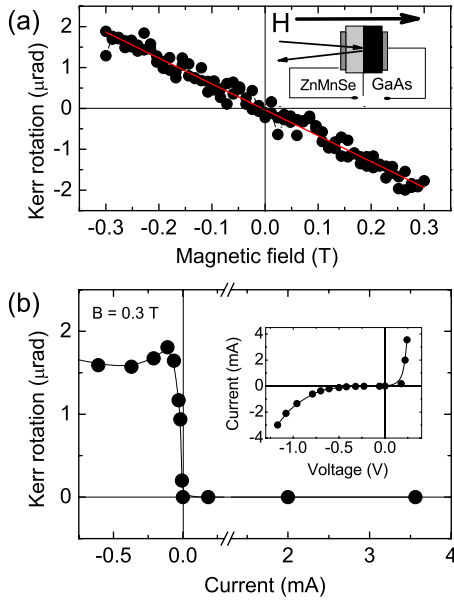 (a)
H
ZnMnSe
GaAs
Kerr rotation (μrad)
2
1
0
-1
-2
-0.3 -0.2 -0.1 0.0 0.1 0.2 0.3
Magnetic field (T)
(b)
B = 0.3 T
Kerr rotation (μrad)
2
1
0
Current (mA)
4
2
0
-2
-4
-1.0 -0.5 0.0
Voltage (V)
-0.5 0.0 2 3 4
Current (mA)